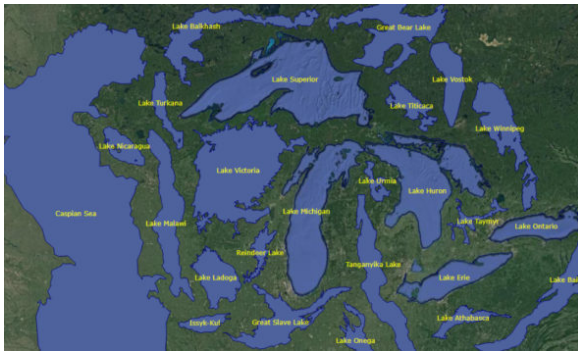 Lake Balkhash
Great Bear Lake
Lake Vostok
Lake Superior
Lake Turkana
Lake Titicaca
Lake Winnipeg
Lake Nicaragua
Lake Victoria
Lake Urmia
Lake Huron
Caspian Sea
Lake Malawi
Lake Michigan
Lake Taymyr
Lake Ontario
Reindeer Lake
Lake Ladoga
Tanganyika Lake
Lake Erie
Lake Bai
Issyk-Kul
Great Slave Lake
Lake Athabasca
Lake Onega